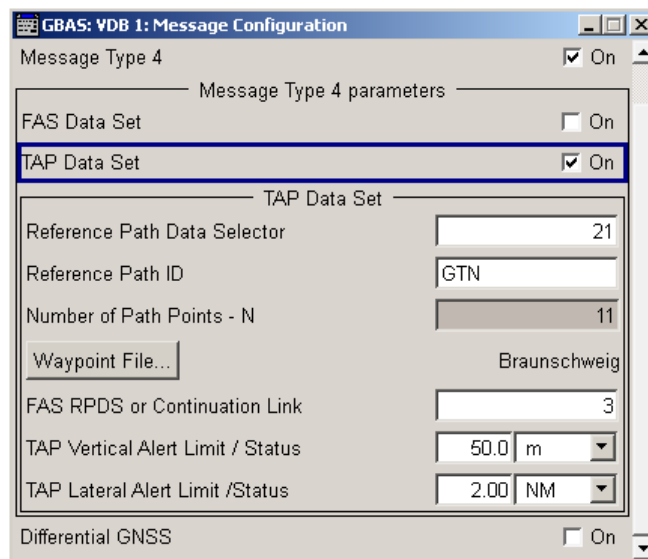 GBAS: VDB 1: Message Configuration
Message Type 4 On
Message Type 4 parameters
FAS Data Set On
TAP Data Set On
TAP Data Set
Reference Path Data Selector 21
Reference Path ID GTN
Number of Path Points - N 11
Waypoint File... Braunschweig
FAS RPDS or Continuation Link 3
TAP Vertical Alert Limit / Status 50.0 m
TAP Lateral Alert Limit /Status 2.00 NM
Differential GNSS On